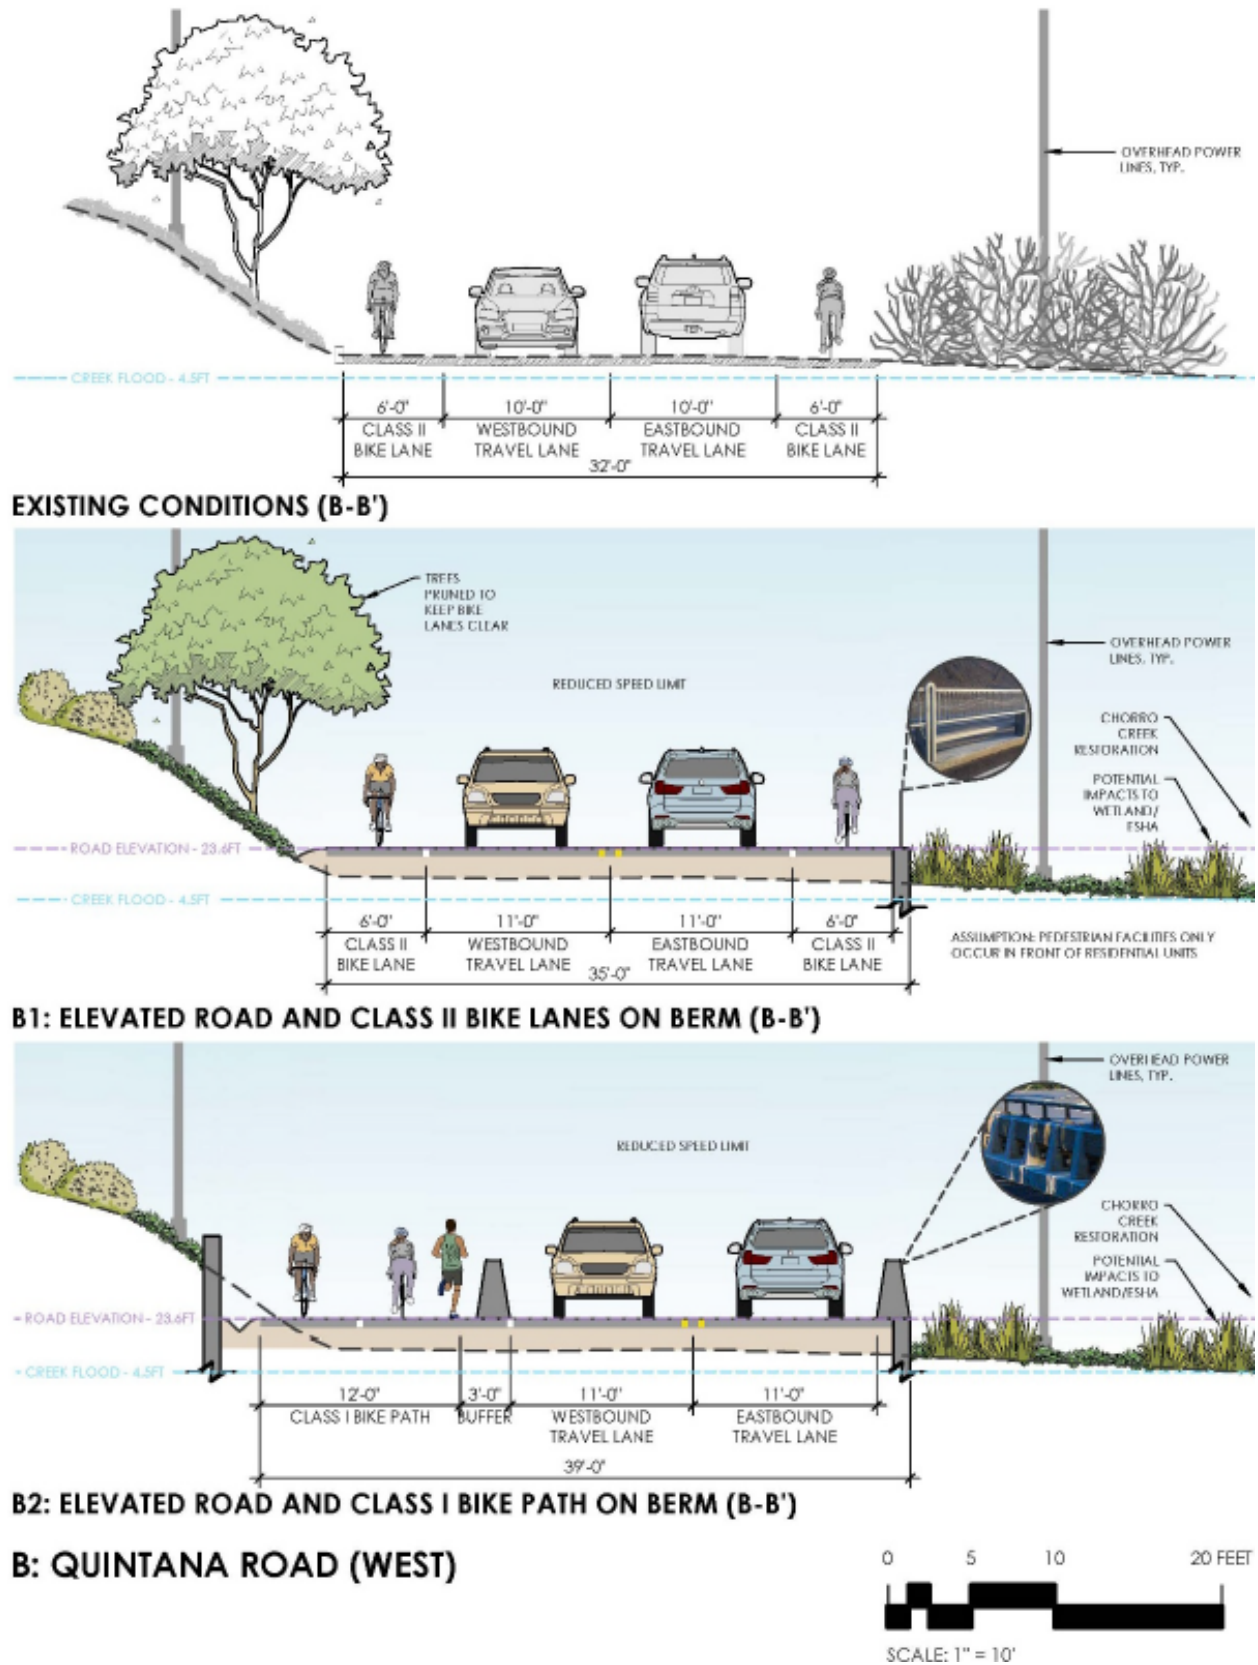 OVERHEAD POWER
LINES, TYP.
CREEK FLOOD - 4.5FT
6'-0" 10'-0" 10'-0" 6'-0"
CLASS II WESTBOUND EASTBOUND CLASS II
BIKE LANE TRAVEL LANE TRAVEL LANE BIKE LANE
32'-0"
EXISTING CONDITIONS (B-B')
TREES
PRUNED TO
KEEP BIKE
LANES CLEAR
REDUCED SPEED LIMIT
OVERHEAD POWER
LINES, TYP.
CHORRO
CREEK
RESTORATION
POTENTIAL
IMPACTS TO
WETLAND/
ESHA
ROAD ELEVATION - 23.6FT
CREEK FLOOD - 4.5FT
6'-0" 11'-0" 11'-0" 6'-0"
CLASS II WESTBOUND EASTBOUND CLASS II
BIKE LANE TRAVEL LANE TRAVEL LANE BIKE LANE
35'-0"
ASSUMPTION: PEDESTRIAN FACILITIES ONLY
OCCUR IN FRONT OF RESIDENTIAL UNITS
B1: ELEVATED ROAD AND CLASS II BIKE LANES ON BERM (B-B')
OVERHEAD POWER
LINES, TYP.
REDUCED SPEED LIMIT
CHORRO
CREEK
RESTORATION
POTENTIAL
IMPACTS TO
WETLAND/ESHA
ROAD ELEVATION - 23.6FT
CREEK FLOOD - 4.5FT
12'-0" 3'-0" 11'-0" 11'-0"
CLASS I BIKE PATH BUFFER WESTBOUND EASTBOUND
TRAVEL LANE TRAVEL LANE
39'-0"
B2: ELEVATED ROAD AND CLASS I BIKE PATH ON BERM (B-B')
B: QUINTANA ROAD (WEST)
0 5 10 20 FEET
SCALE: 1" = 10'